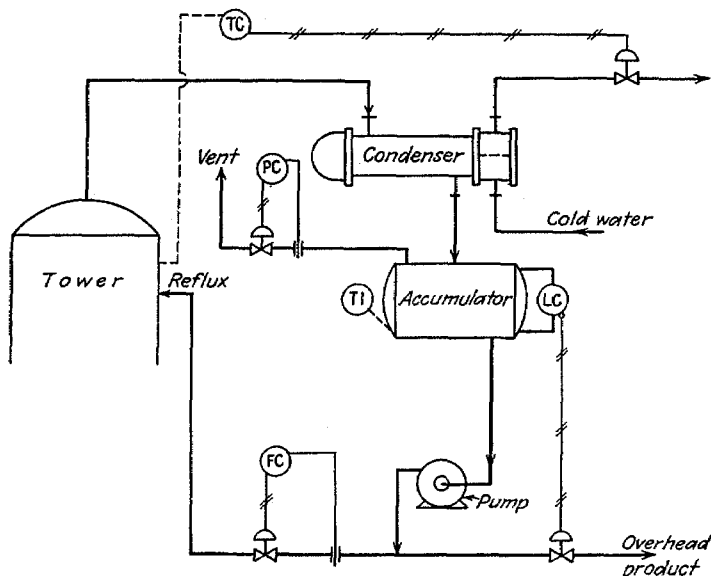 TC
Vent
PC
Condenser
Cold water
Tower
Reflux
TI
Accumulator
LC
FC
Pump
Overhead
product